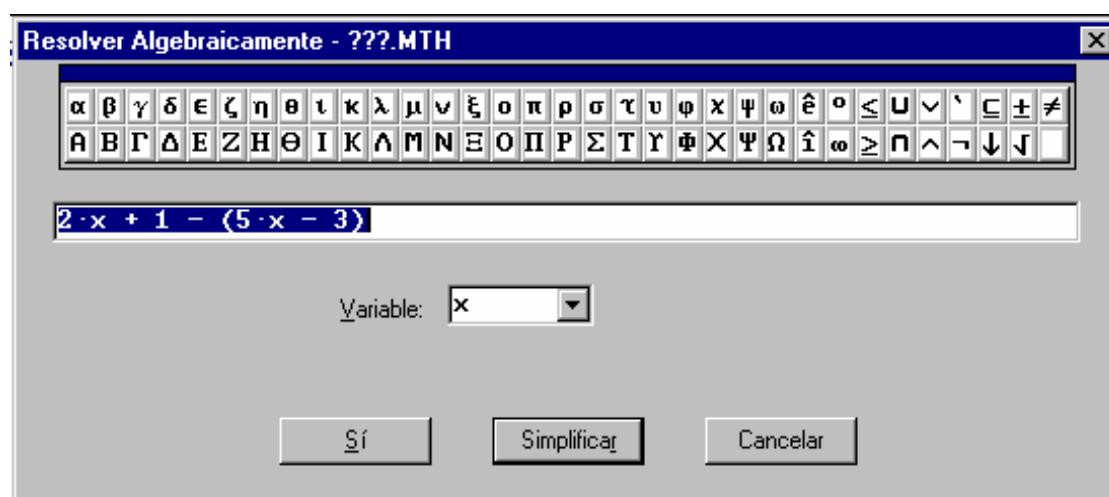 Resolver Algebraicamente - ???.MTH
α β γ δ ε ζ η θ ι κ λ μ ν ξ ο π ρ σ τ υ φ χ ψ ω ê º ≤ ∪ ∨ ` ⊆ ± ≠
Α Β Γ Δ Ε Ζ Η Θ Ι Κ Λ Μ Ν Ξ Ο Π Ρ Σ Τ Υ Φ Χ Ψ Ω î ∞ ≥ ∩ ∧ ¬ ↓ √
2·x + 1 - (5·x - 3)
Variable: x
Sí Simplificar Cancelar